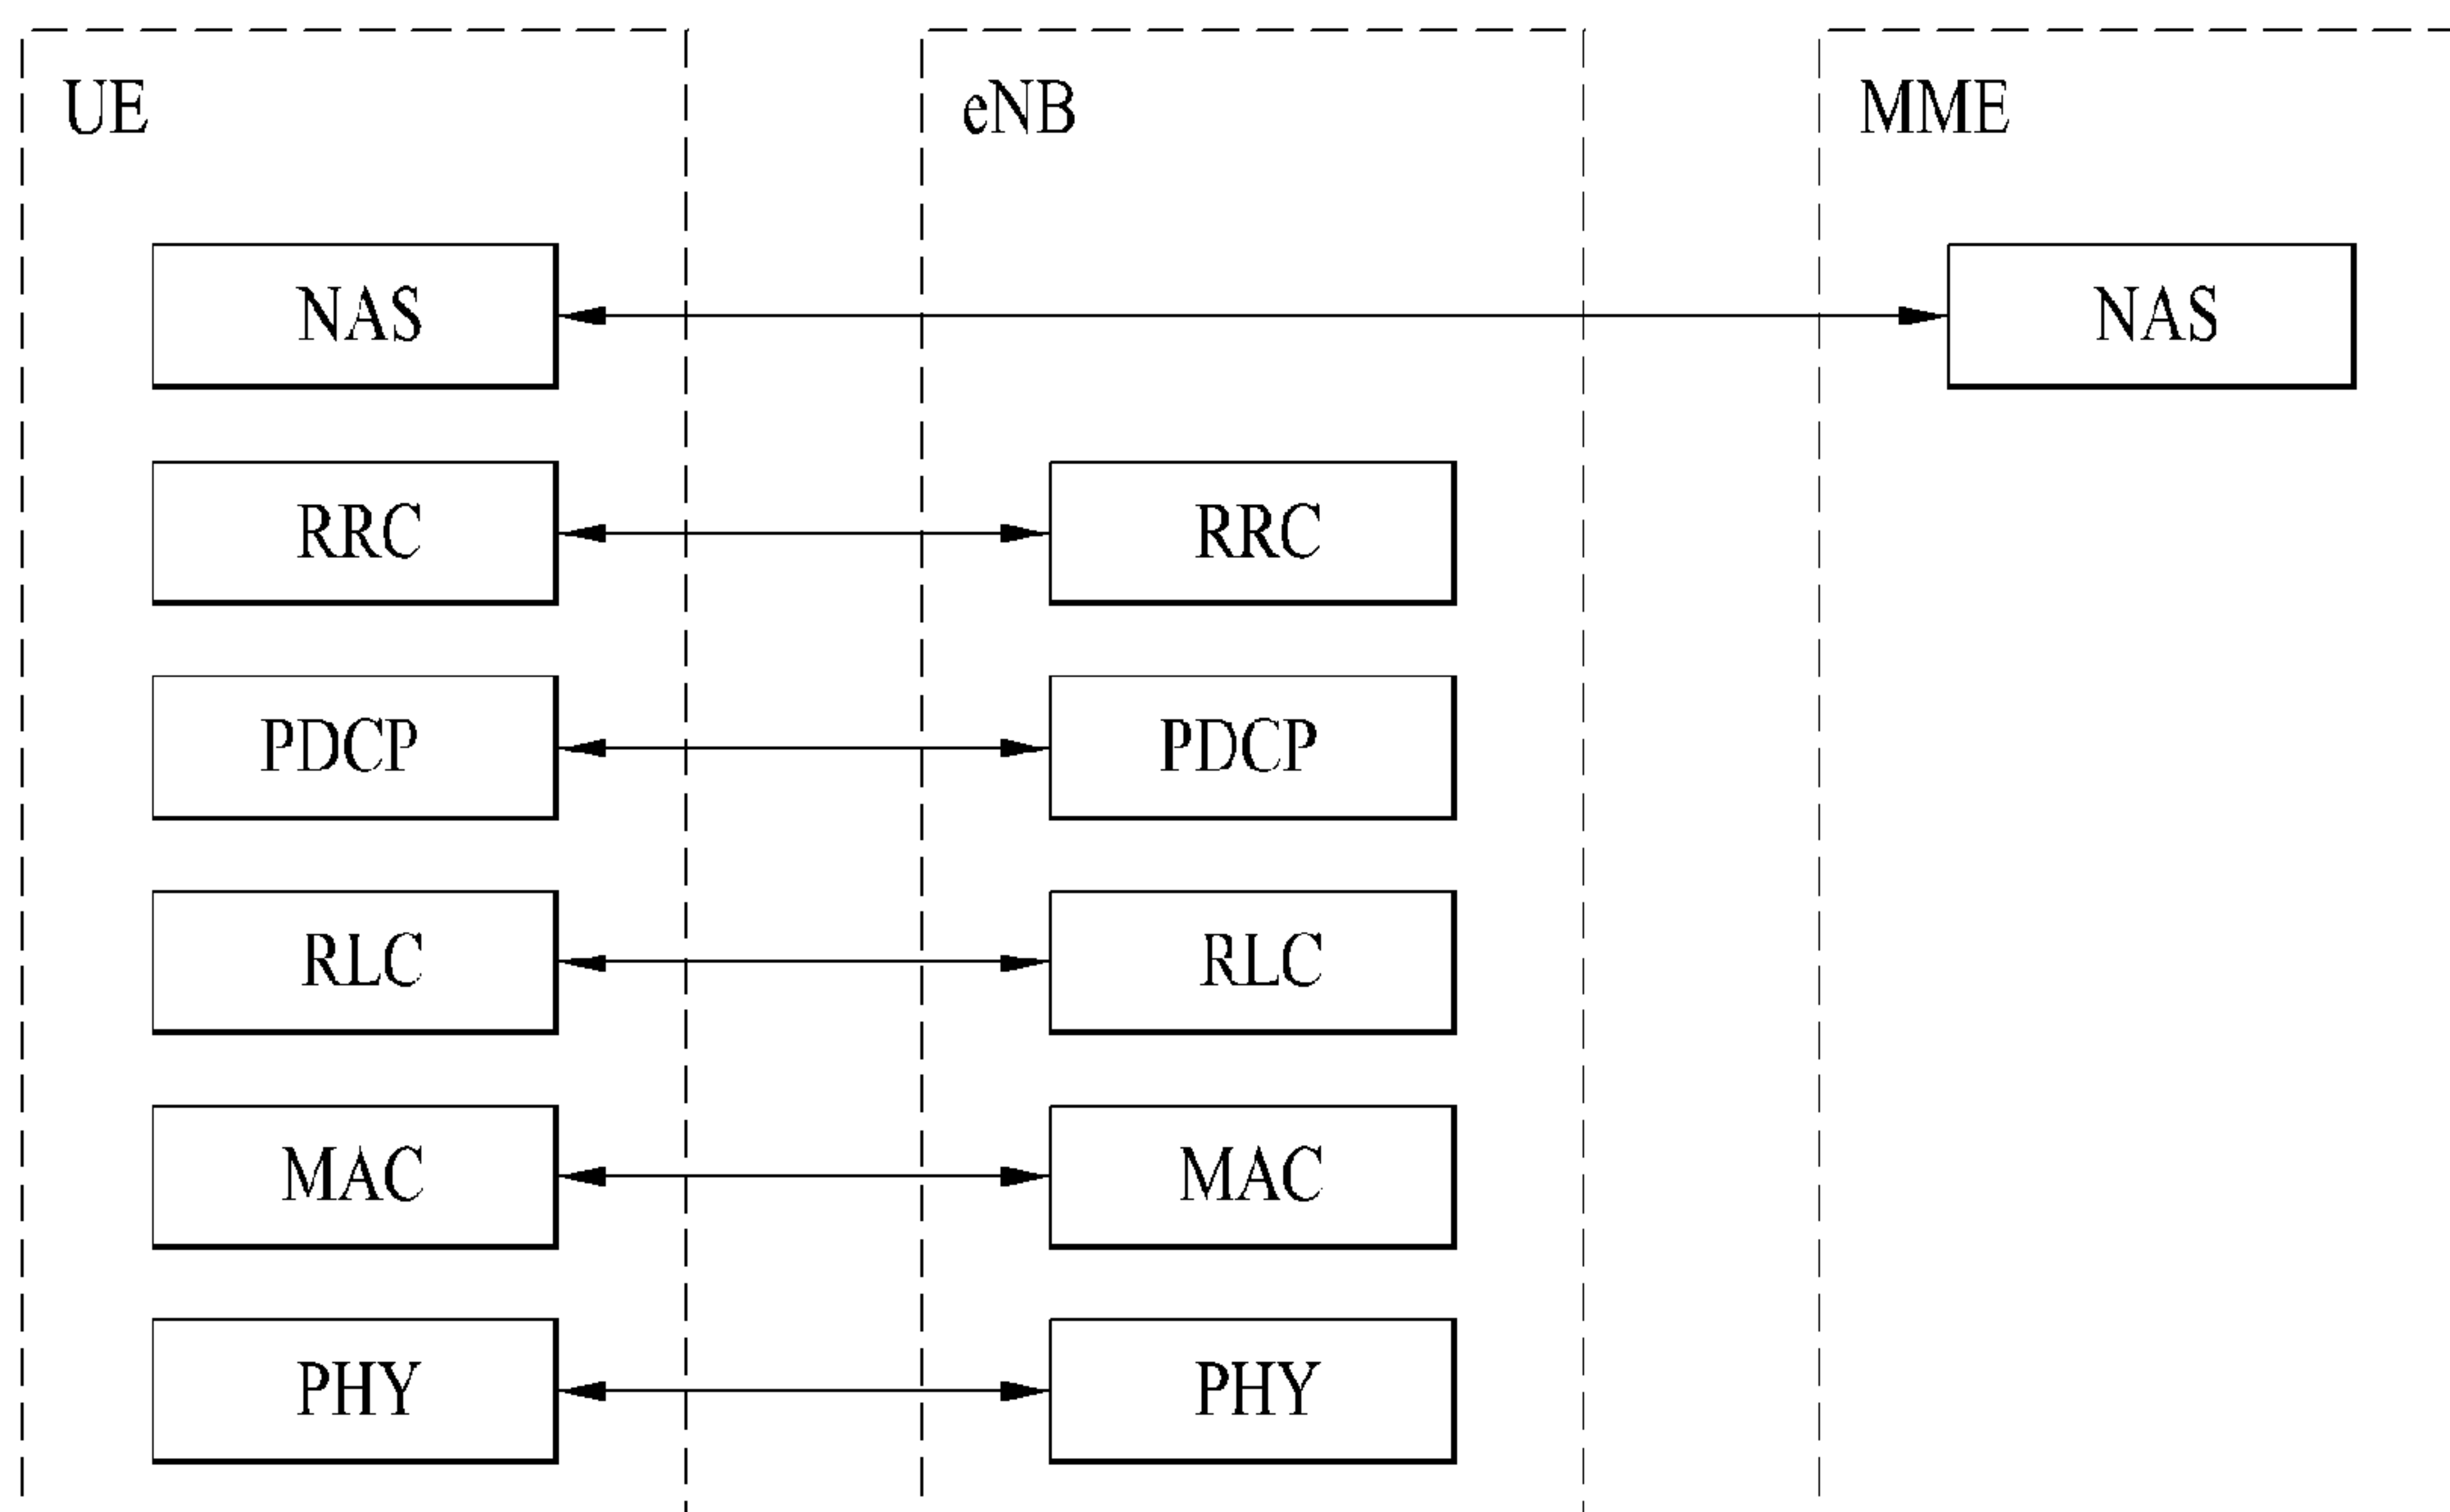 UE
eNB
MME
NAS
NAS
RRC
RRC
PDCP
PDCP
RLC
RLC
MAC
MAC
PHY
PHY